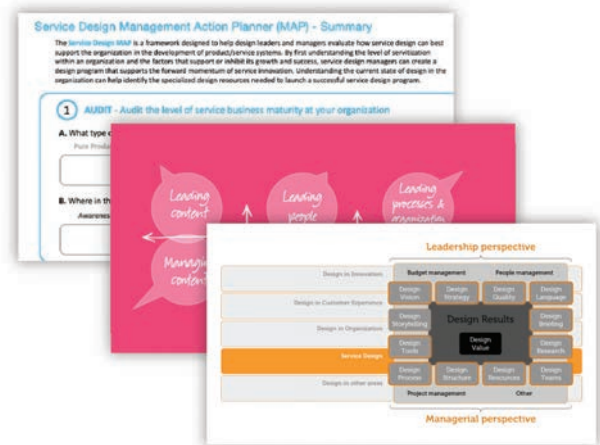 Service Design Management Action Planner (MAP) - Summary
The Service Design MAP is a framework designed to help design leaders and managers evaluate how service design can best
support the organization in the development of product/service systems. By first understanding the level of servitization
within an organization and the factors that support or inhibit its growth and success, service design managers can create a
design program that supports the forward momentum of service innovation. Understanding the current state of design in the
organization can help identify the specialized design resources needed to launch a successful service design program.
1 AUDIT - Audit the level of service business maturity at your organization
A. What type
Pure Produ
B. Where in th
Awareness
Leading
content
Leading
people
Leading
processes &
organization
Managing
content
Leadership perspective
Design in Innovation
Budget management People management
Design
Vision
Design
Strategy
Design
Quality
Design
Language
Design in Customer Experience
Design
Storytelling
Design Results
Design
Briefing
Design in Organization
Design
Tools
Design
Value
Design
Research
Service Design
Design
Process
Design
Structure
Design
Resources
Design
Teams
Design in other areas
Project management Other
Managerial perspective